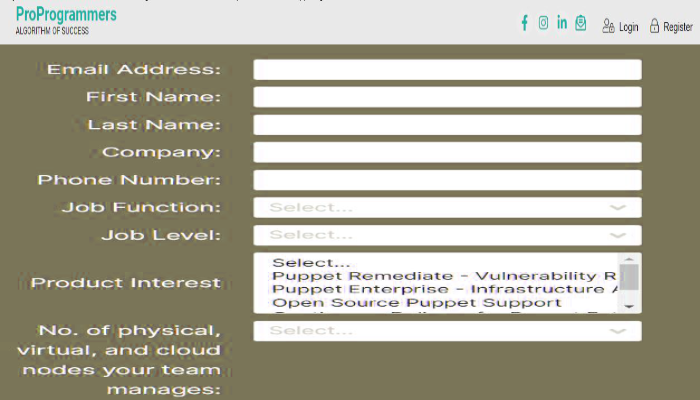 ProProgrammers
ALGORITHM OF SUCCESS
Login
Register
Email Address:
First Name:
Last Name:
Company:
Phone Number:
Job Function: Select...
Job Level: Select...
Product Interest
Select...
Puppet Remediate - Vulnerability R
Puppet Enterprise - Infrastructure A
Open Source Puppet Support
No. of physical, Select...
virtual, and cloud
nodes your team
manages: